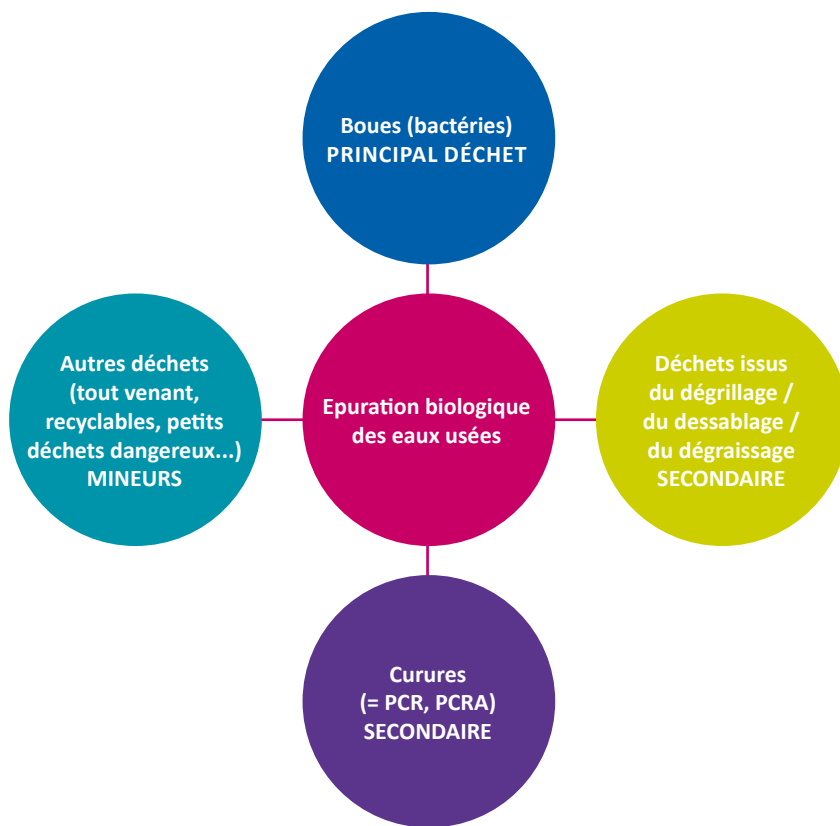 Boues (bactéries)
PRINCIPAL DÉCHET
Autres déchets
(tout venant,
recyclables, petits
déchets dangereux...)
MINEURS
Epuration biologique
des eaux usées
Déchets issus
du dégrillage /
du dessablage /
du dégraissage
SECONDAIRE
Curures
(= PCR, PCRA)
SECONDAIRE